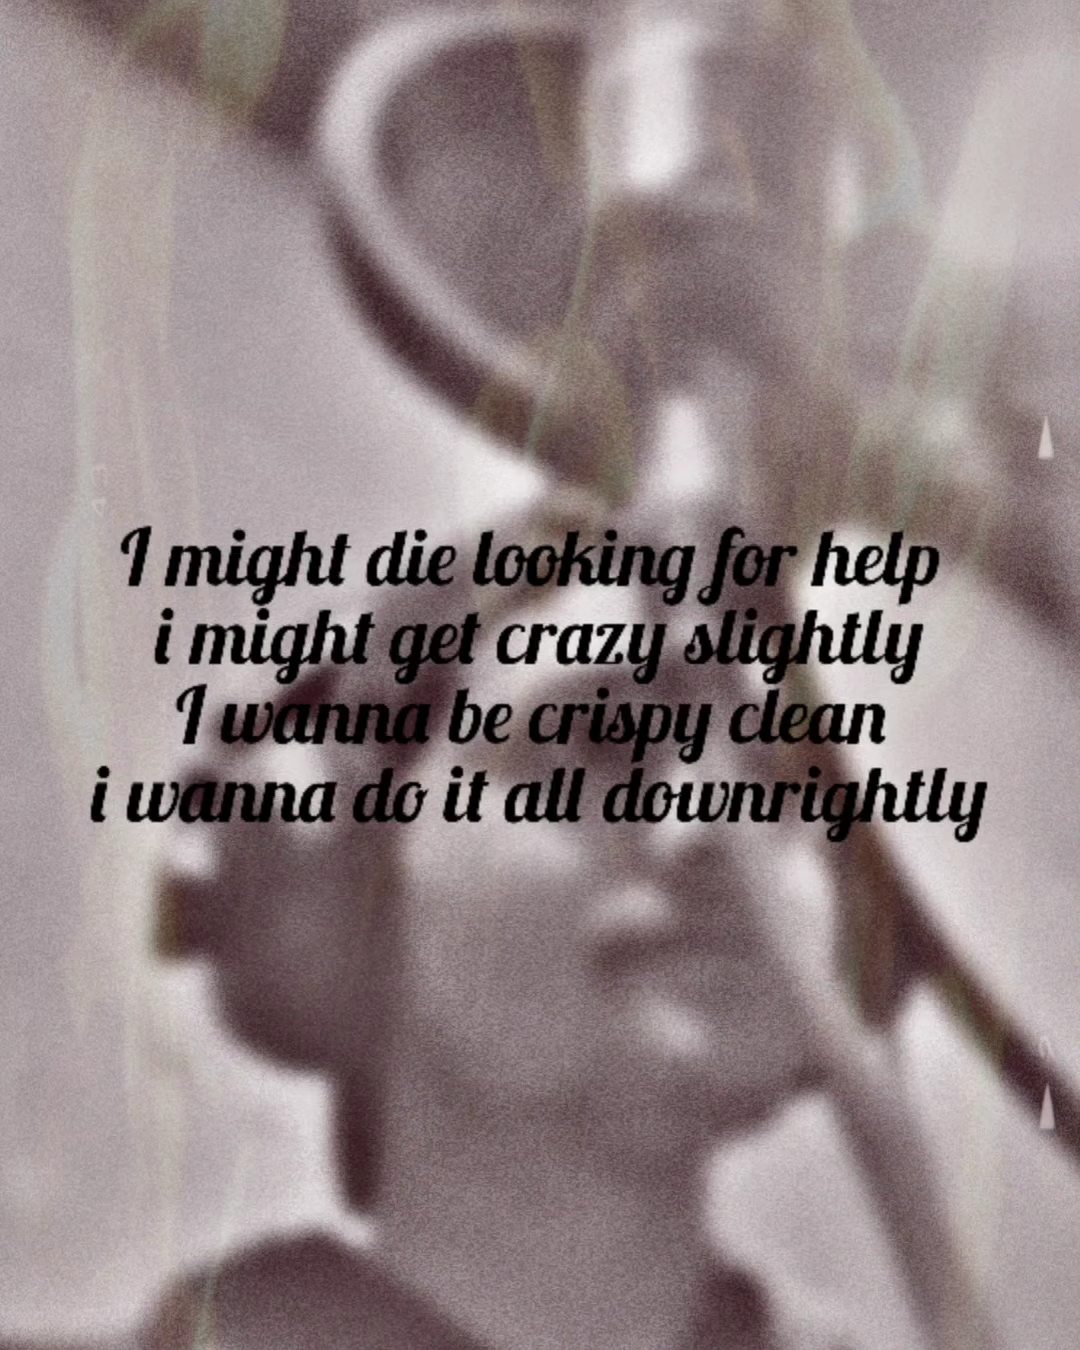 I might die looking for help
i might get crazy slightly
I wanna be crispy clean
i wanna do it all downrightly